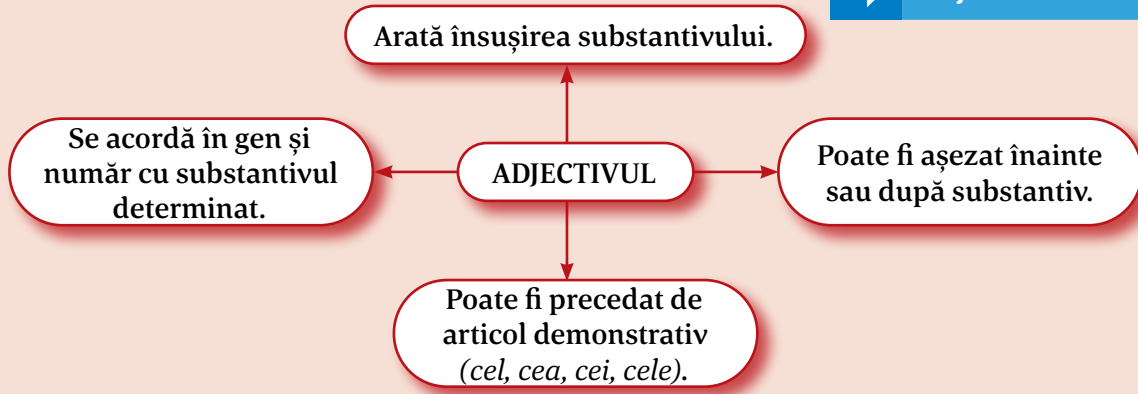 Arată însușirea substantivului.
Se acordă în gen și
număr cu substantivul
determinat.
ADJECTIVUL
Poate fi așezat înainte
sau după substantiv.
Poate fi precedat de
articol demonstrativ
(cel, cea, cei, cele).